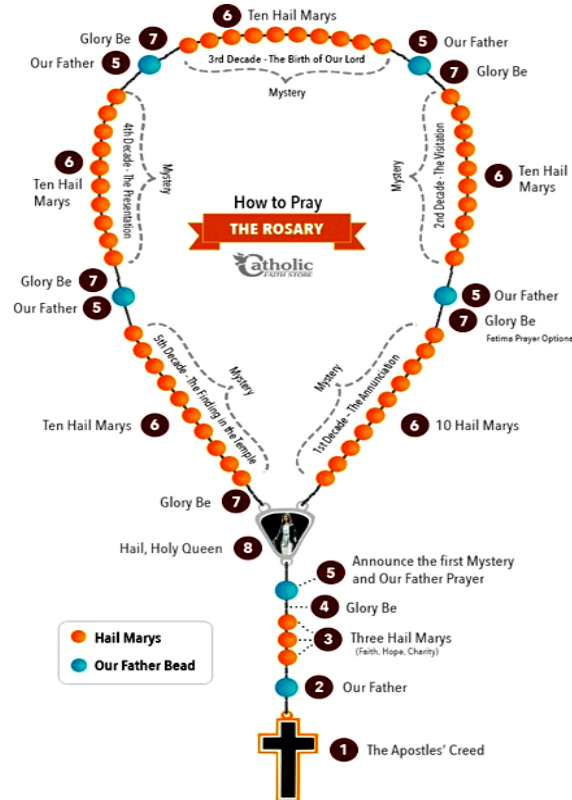 6 Ten Hail Marys
Glory Be 7
Our Father 5
5 Our Father
7 Glory Be
3rd Decade - The Birth of Our Lord
Mystery
6
Ten Hail
Marys
4th Decade - The Presentation
Mystery
Mystery
2nd Decade - The Visitation
6 Ten Hail
Marys
How to Pray
THE ROSARY
Catholic
FAITH STORE
Glory Be 7
Our Father 5
5 Our Father
7 Glory Be
Fatima Prayer Optiona
5th Decade - The Finding in the Temple
Mystery
Mystery
1st Decade - The Annunciation
Ten Hail Marys 6
6 10 Hail Marys
Glory Be 7
Hail, Holy Queen 8
5 Announce the first Mystery
and Our Father Prayer
4 Glory Be
3 Three Hail Marys
(Faith, Hope, Charity)
Hail Marys
Our Father Bead
2 Our Father
1 The Apostles' Creed